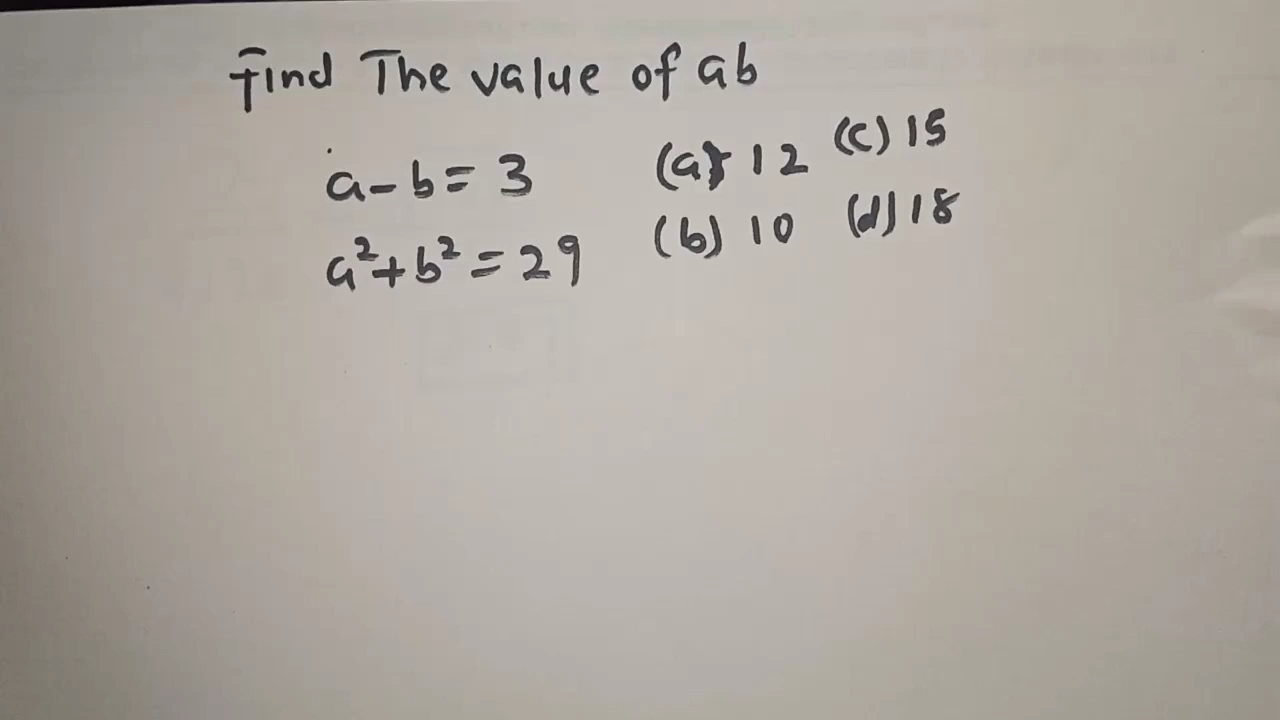 Find The value of ab
a - b = 3 (a) 12 (c) 15
a² + b² = 29 (b) 10 (d) 18